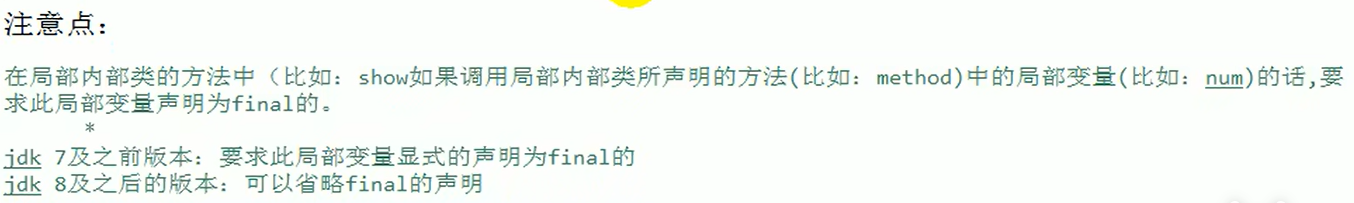 注意点：
在局部内部类的方法中（比如：show如果调用局部内部类所声明的方法(比如：method)中的局部变量(比如：num)的话,要
求此局部变量声明为final的。
*
jdk 7及之前版本：要求此局部变量显式的声明为final的
jdk 8及之后的版本：可以省略final的声明